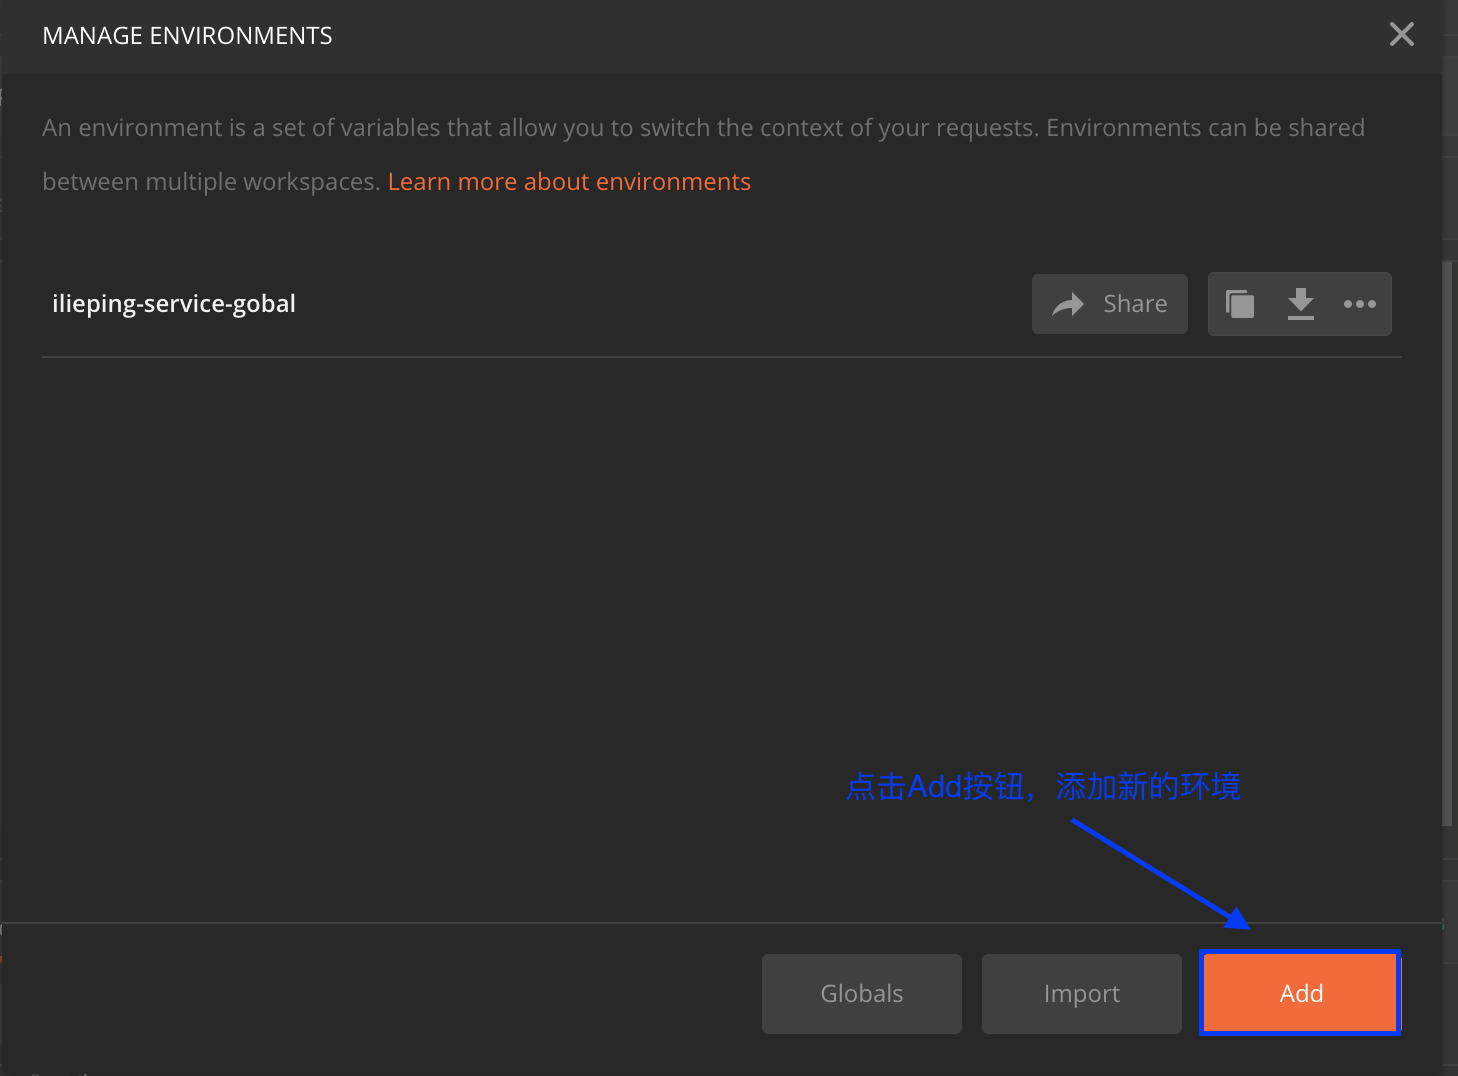 MANAGE ENVIRONMENTS
An environment is a set of variables that allow you to switch the context of your requests. Environments can be shared
between multiple workspaces. Learn more about environments
ilieping-service-gobal
Share
点击Add按钮，添加新的环境
Globals
Import
Add